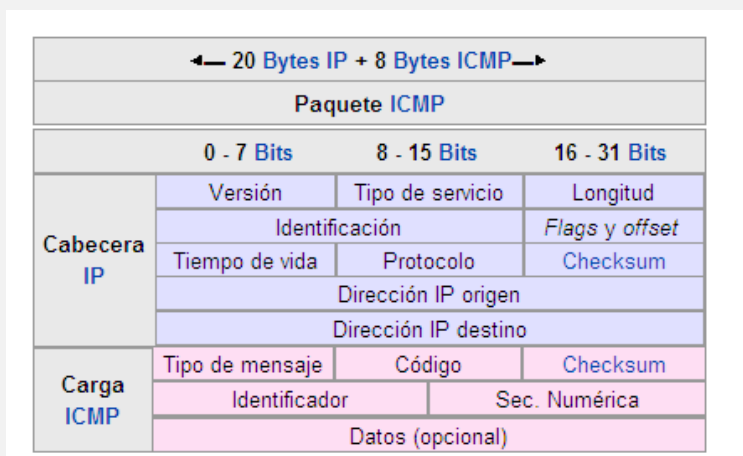 20 Bytes IP + 8 Bytes ICMP
Paquete ICMP
0 - 7 Bits 8 - 15 Bits 16 - 31 Bits
Cabecera IP
Versión Tipo de servicio Longitud
Identificación Flags y offset
Tiempo de vida Protocolo Checksum
Dirección IP origen
Dirección IP destino
Carga ICMP
Tipo de mensaje Código Checksum
Identificador Sec. Numérica
Datos (opcional)